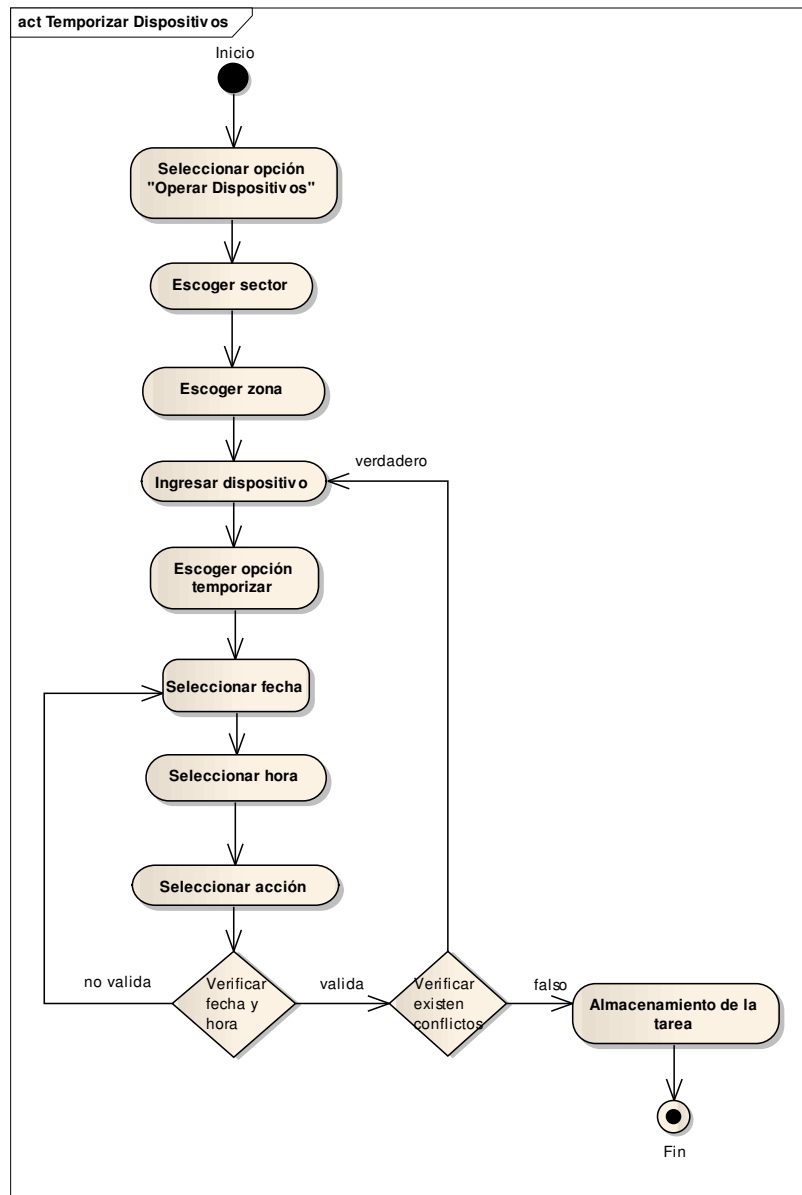 act Temporizar Dispositivos
Inicio
Seleccionar opción
"Operar Dispositivos"
Escoger sector
Escoger zona
verdadero
Ingresar dispositivo
Escoger opción
temporizar
Seleccionar fecha
Seleccionar hora
Seleccionar acción
no valida
Verificar
fecha y
hora
valida
Verificar
existen
conflictos
falso
Almacenamiento de la
tarea
Fin